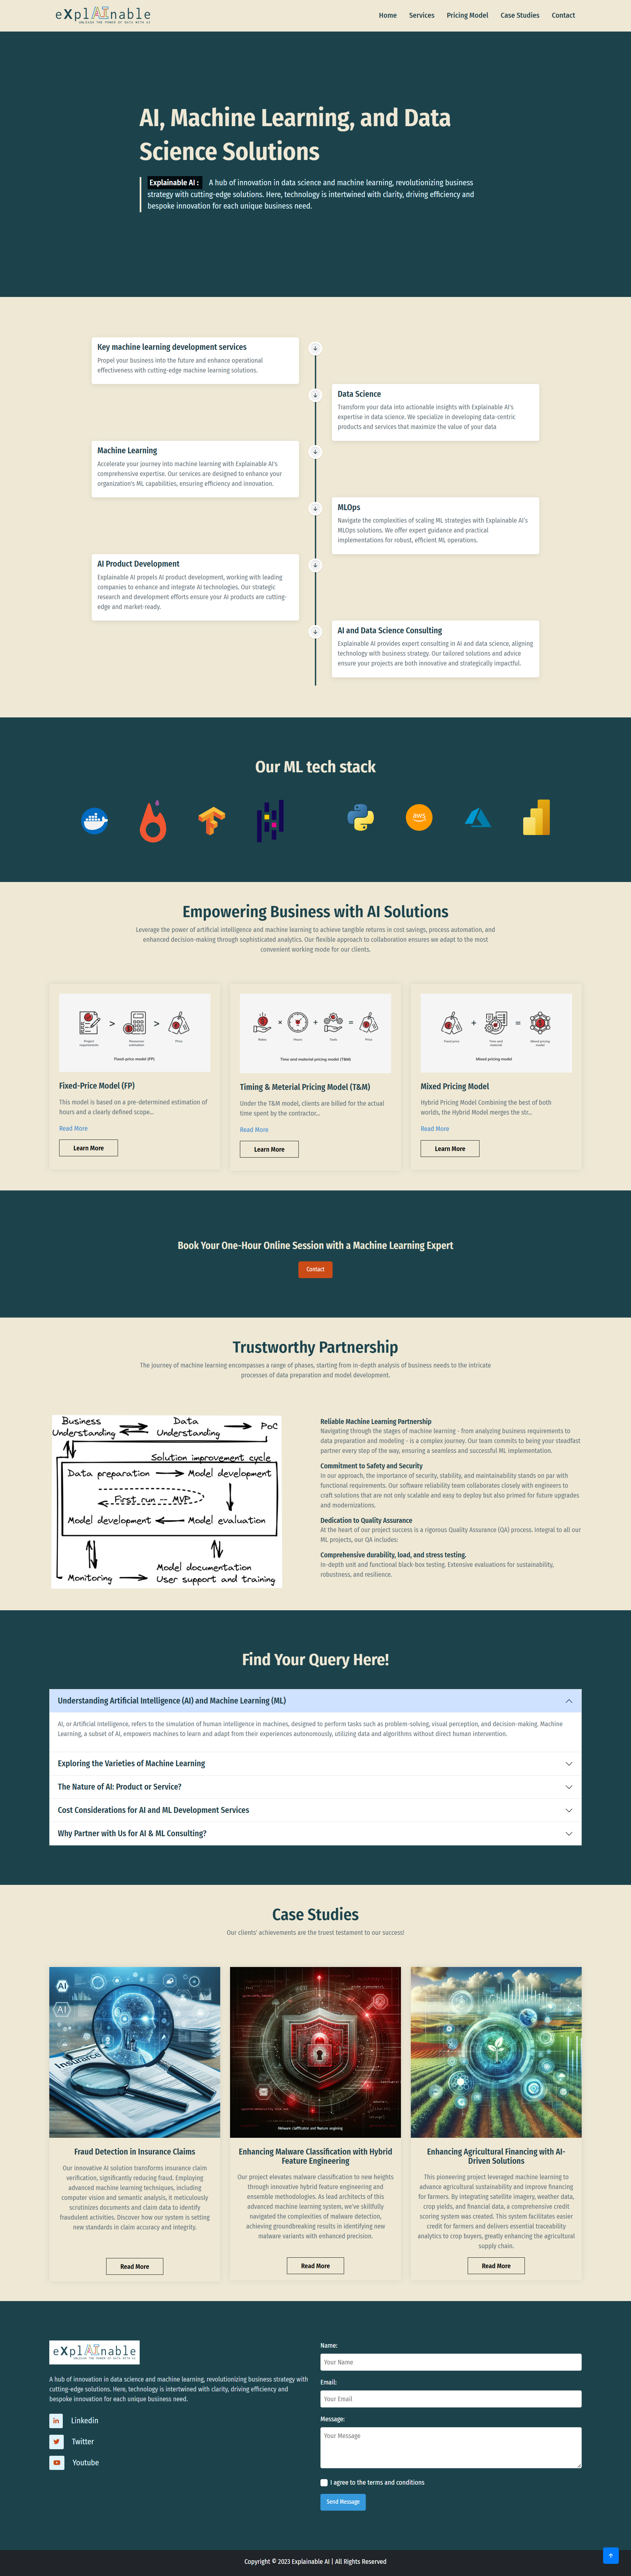 eXplAInable
UNLEASH THE POWER OF DATA WITH AI
Home Services Pricing Model Case Studies Contact
AI, Machine Learning, and Data
Science Solutions
Explainable AI : A hub of innovation in data science and machine learning, revolutionizing business
strategy with cutting-edge solutions. Here, technology is intertwined with clarity, driving efficiency and
bespoke innovation for each unique business need.
Key machine learning development services
Propel your business into the future and enhance operational
effectiveness with cutting-edge machine learning solutions.
Data Science
Transform your data into actionable insights with Explainable AI's
expertise in data science. We specialize in developing data-centric
products and services that maximize the value of your data
Machine Learning
Accelerate your journey into machine learning with Explainable AI's
comprehensive expertise. Our services are designed to enhance your
organization's ML capabilities, ensuring efficiency and innovation.
MLOps
Navigate the complexities of scaling ML strategies with Explainable AI's
MLOps solutions. We offer expert guidance and practical
implementations for robust, efficient ML operations.
AI Product Development
Explainable AI propels AI product development, working with leading
companies to enhance and integrate AI technologies. Our strategic
research and development efforts ensure your AI products are cutting-
edge and market-ready.
AI and Data Science Consulting
Explainable AI provides expert consulting in AI and data science, aligning
technology with business strategy. Our tailored solutions and advice
ensure your projects are both innovative and strategically impactful.
Our ML tech stack
aws
Empowering Business with AI Solutions
Leverage the power of artificial intelligence and machine learning to achieve tangible returns in cost savings, process automation, and
enhanced decision-making through sophisticated analytics. Our flexible approach to collaboration ensures we adapt to the most
convenient working mode for our clients.
Project requirements > Resources estimation > Price
Fixed-price model (FP)
Fixed-Price Model (FP)
This model is based on a pre-determined estimation of
hours and a clearly defined scope...
Read More
Learn More
Rates × Hours + Tools = Price
Time and material pricing model (T&M)
Timing & Meterial Pricing Model (T&M)
Under the T&M model, clients are billed for the actual
time spent by the contractor...
Read More
Learn More
Fixed price + Time and material = Mixed pricing model
Mixed pricing model
Mixed Pricing Model
Hybrid Pricing Model Combining the best of both
worlds, the Hybrid Model merges the str...
Read More
Learn More
Book Your One-Hour Online Session with a Machine Learning Expert
Contact
Trustworthy Partnership
The journey of machine learning encompasses a range of phases, starting from in-depth analysis of business needs to the intricate
processes of data preparation and model development.
Business Understanding
Data Understanding
PoC
Solution improvement cycle
Data preparation
Model development
First run -- MVP
Model development
Model evaluation
Monitoring
Model documentation
User support and training
Reliable Machine Learning Partnership
Navigating through the stages of machine learning - from analyzing business requirements to
data preparation and modeling - is a complex journey. Our team commits to being your steadfast
partner every step of the way, ensuring a seamless and successful ML implementation.
Commitment to Safety and Security
In our approach, the importance of security, stability, and maintainability stands on par with
functional requirements. Our software reliability team collaborates closely with engineers to
craft solutions that are not only scalable and easy to deploy but also primed for future upgrades
and modernizations.
Dedication to Quality Assurance
At the heart of our project success is a rigorous Quality Assurance (QA) process. Integral to all our
ML projects, our QA includes:
Comprehensive durability, load, and stress testing.
In-depth unit and functional black-box testing. Extensive evaluations for sustainability,
robustness, and resilience.
Find Your Query Here!
Understanding Artificial Intelligence (AI) and Machine Learning (ML)
AI, or Artificial Intelligence, refers to the simulation of human intelligence in machines, designed to perform tasks such as problem-solving, visual perception, and decision-making. Machine
Learning, a subset of AI, empowers machines to learn and adapt from their experiences autonomously, utilizing data and algorithms without direct human intervention.
Exploring the Varieties of Machine Learning
The Nature of AI: Product or Service?
Cost Considerations for AI and ML Development Services
Why Partner with Us for AI & ML Consulting?
Case Studies
Our clients' achievements are the truest testament to our success!
AI
AI
Insurance
Fraud Detection in Insurance Claims
Our innovative AI solution transforms insurance claim
verification, significantly reducing fraud. Employing
advanced machine learning techniques, including
computer vision and semantic analysis, it meticulously
scrutinizes documents and claim data to identify
fraudulent activities. Discover how our system is setting
new standards in claim accuracy and integrity.
Read More
Enhancing Malware Classification with Hybrid
Feature Engineering
Our project elevates malware classification to new heights
through innovative hybrid feature engineering and
ensemble methodologies. As lead architects of this
advanced machine learning system, we've skillfully
navigated the complexities of malware detection,
achieving groundbreaking results in identifying new
malware variants with enhanced precision.
Read More
Enhancing Agricultural Financing with AI-
Driven Solutions
This pioneering project leveraged machine learning to
advance agricultural sustainability and improve financing
for farmers. By integrating satellite imagery, weather data,
crop yields, and financial data, a comprehensive credit
scoring system was created. This system facilitates easier
credit for farmers and delivers essential traceability
analytics to crop buyers, greatly enhancing the agricultural
supply chain.
Read More
eXplAInable
UNLEASH THE POWER OF DATA WITH AI
A hub of innovation in data science and machine learning, revolutionizing business strategy with
cutting-edge solutions. Here, technology is intertwined with clarity, driving efficiency and
bespoke innovation for each unique business need.
Linkedin
Twitter
Youtube
Name:
Your Name
Email:
Your Email
Message:
Your Message
I agree to the terms and conditions
Send Message
Copyright © 2023 Explainable AI | All Rights Reserved